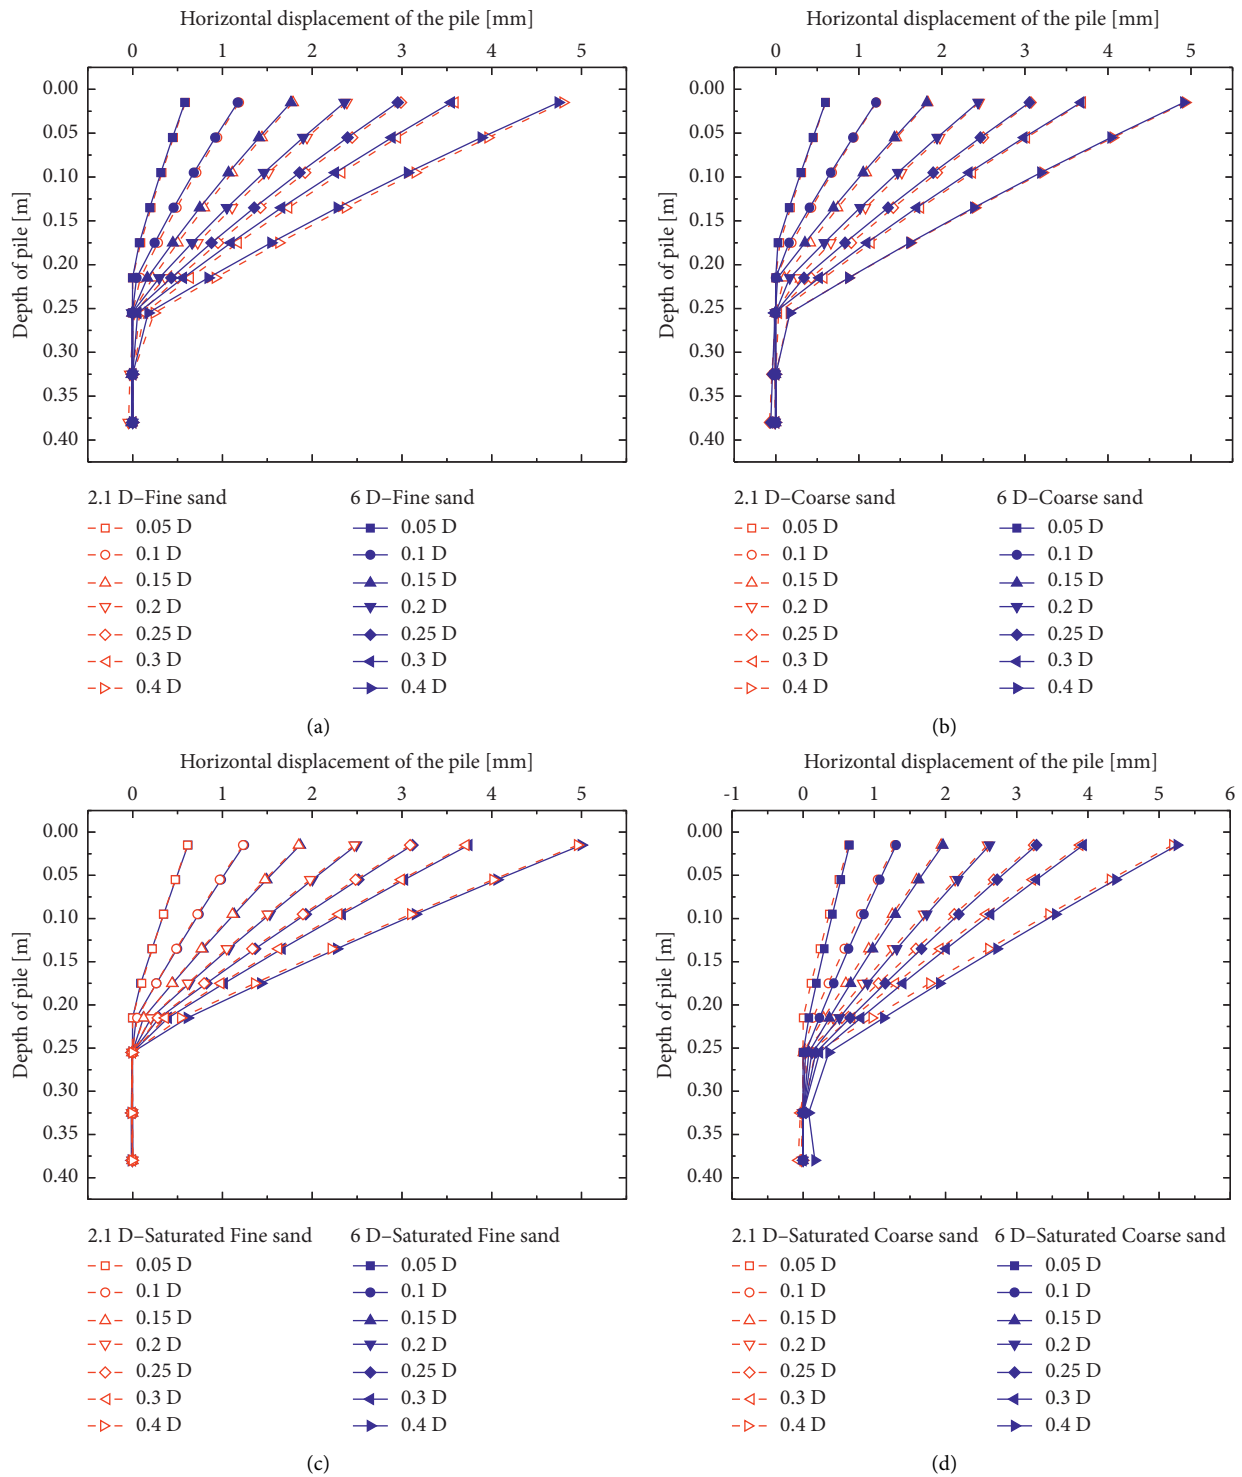 Horizontal displacement of the pile [mm]
0 1 2 3 4 5
Depth of pile [m]
0.00
0.05
0.10
0.15
0.20
0.25
0.30
0.35
0.40
2.1 D–Fine sand
0.05 D
0.1 D
0.15 D
0.2 D
0.25 D
0.3 D
0.4 D
6 D–Fine sand
0.05 D
0.1 D
0.15 D
0.2 D
0.25 D
0.3 D
0.4 D
(a)
Horizontal displacement of the pile [mm]
0 1 2 3 4 5
Depth of pile [m]
0.00
0.05
0.10
0.15
0.20
0.25
0.30
0.35
0.40
2.1 D–Coarse sand
0.05 D
0.1 D
0.15 D
0.2 D
0.25 D
0.3 D
0.4 D
6 D–Coarse sand
0.05 D
0.1 D
0.15 D
0.2 D
0.25 D
0.3 D
0.4 D
(b)
Horizontal displacement of the pile [mm]
0 1 2 3 4 5
Depth of pile [m]
0.00
0.05
0.10
0.15
0.20
0.25
0.30
0.35
0.40
2.1 D–Saturated Fine sand
0.05 D
0.1 D
0.15 D
0.2 D
0.25 D
0.3 D
0.4 D
6 D–Saturated Fine sand
0.05 D
0.1 D
0.15 D
0.2 D
0.25 D
0.3 D
0.4 D
(c)
Horizontal displacement of the pile [mm]
-1 0 1 2 3 4 5 6
Depth of pile [m]
0.00
0.05
0.10
0.15
0.20
0.25
0.30
0.35
0.40
2.1 D–Saturated Coarse sand
0.05 D
0.1 D
0.15 D
0.2 D
0.25 D
0.3 D
0.4 D
6 D–Saturated Coarse sand
0.05 D
0.1 D
0.15 D
0.2 D
0.25 D
0.3 D
0.4 D
(d)